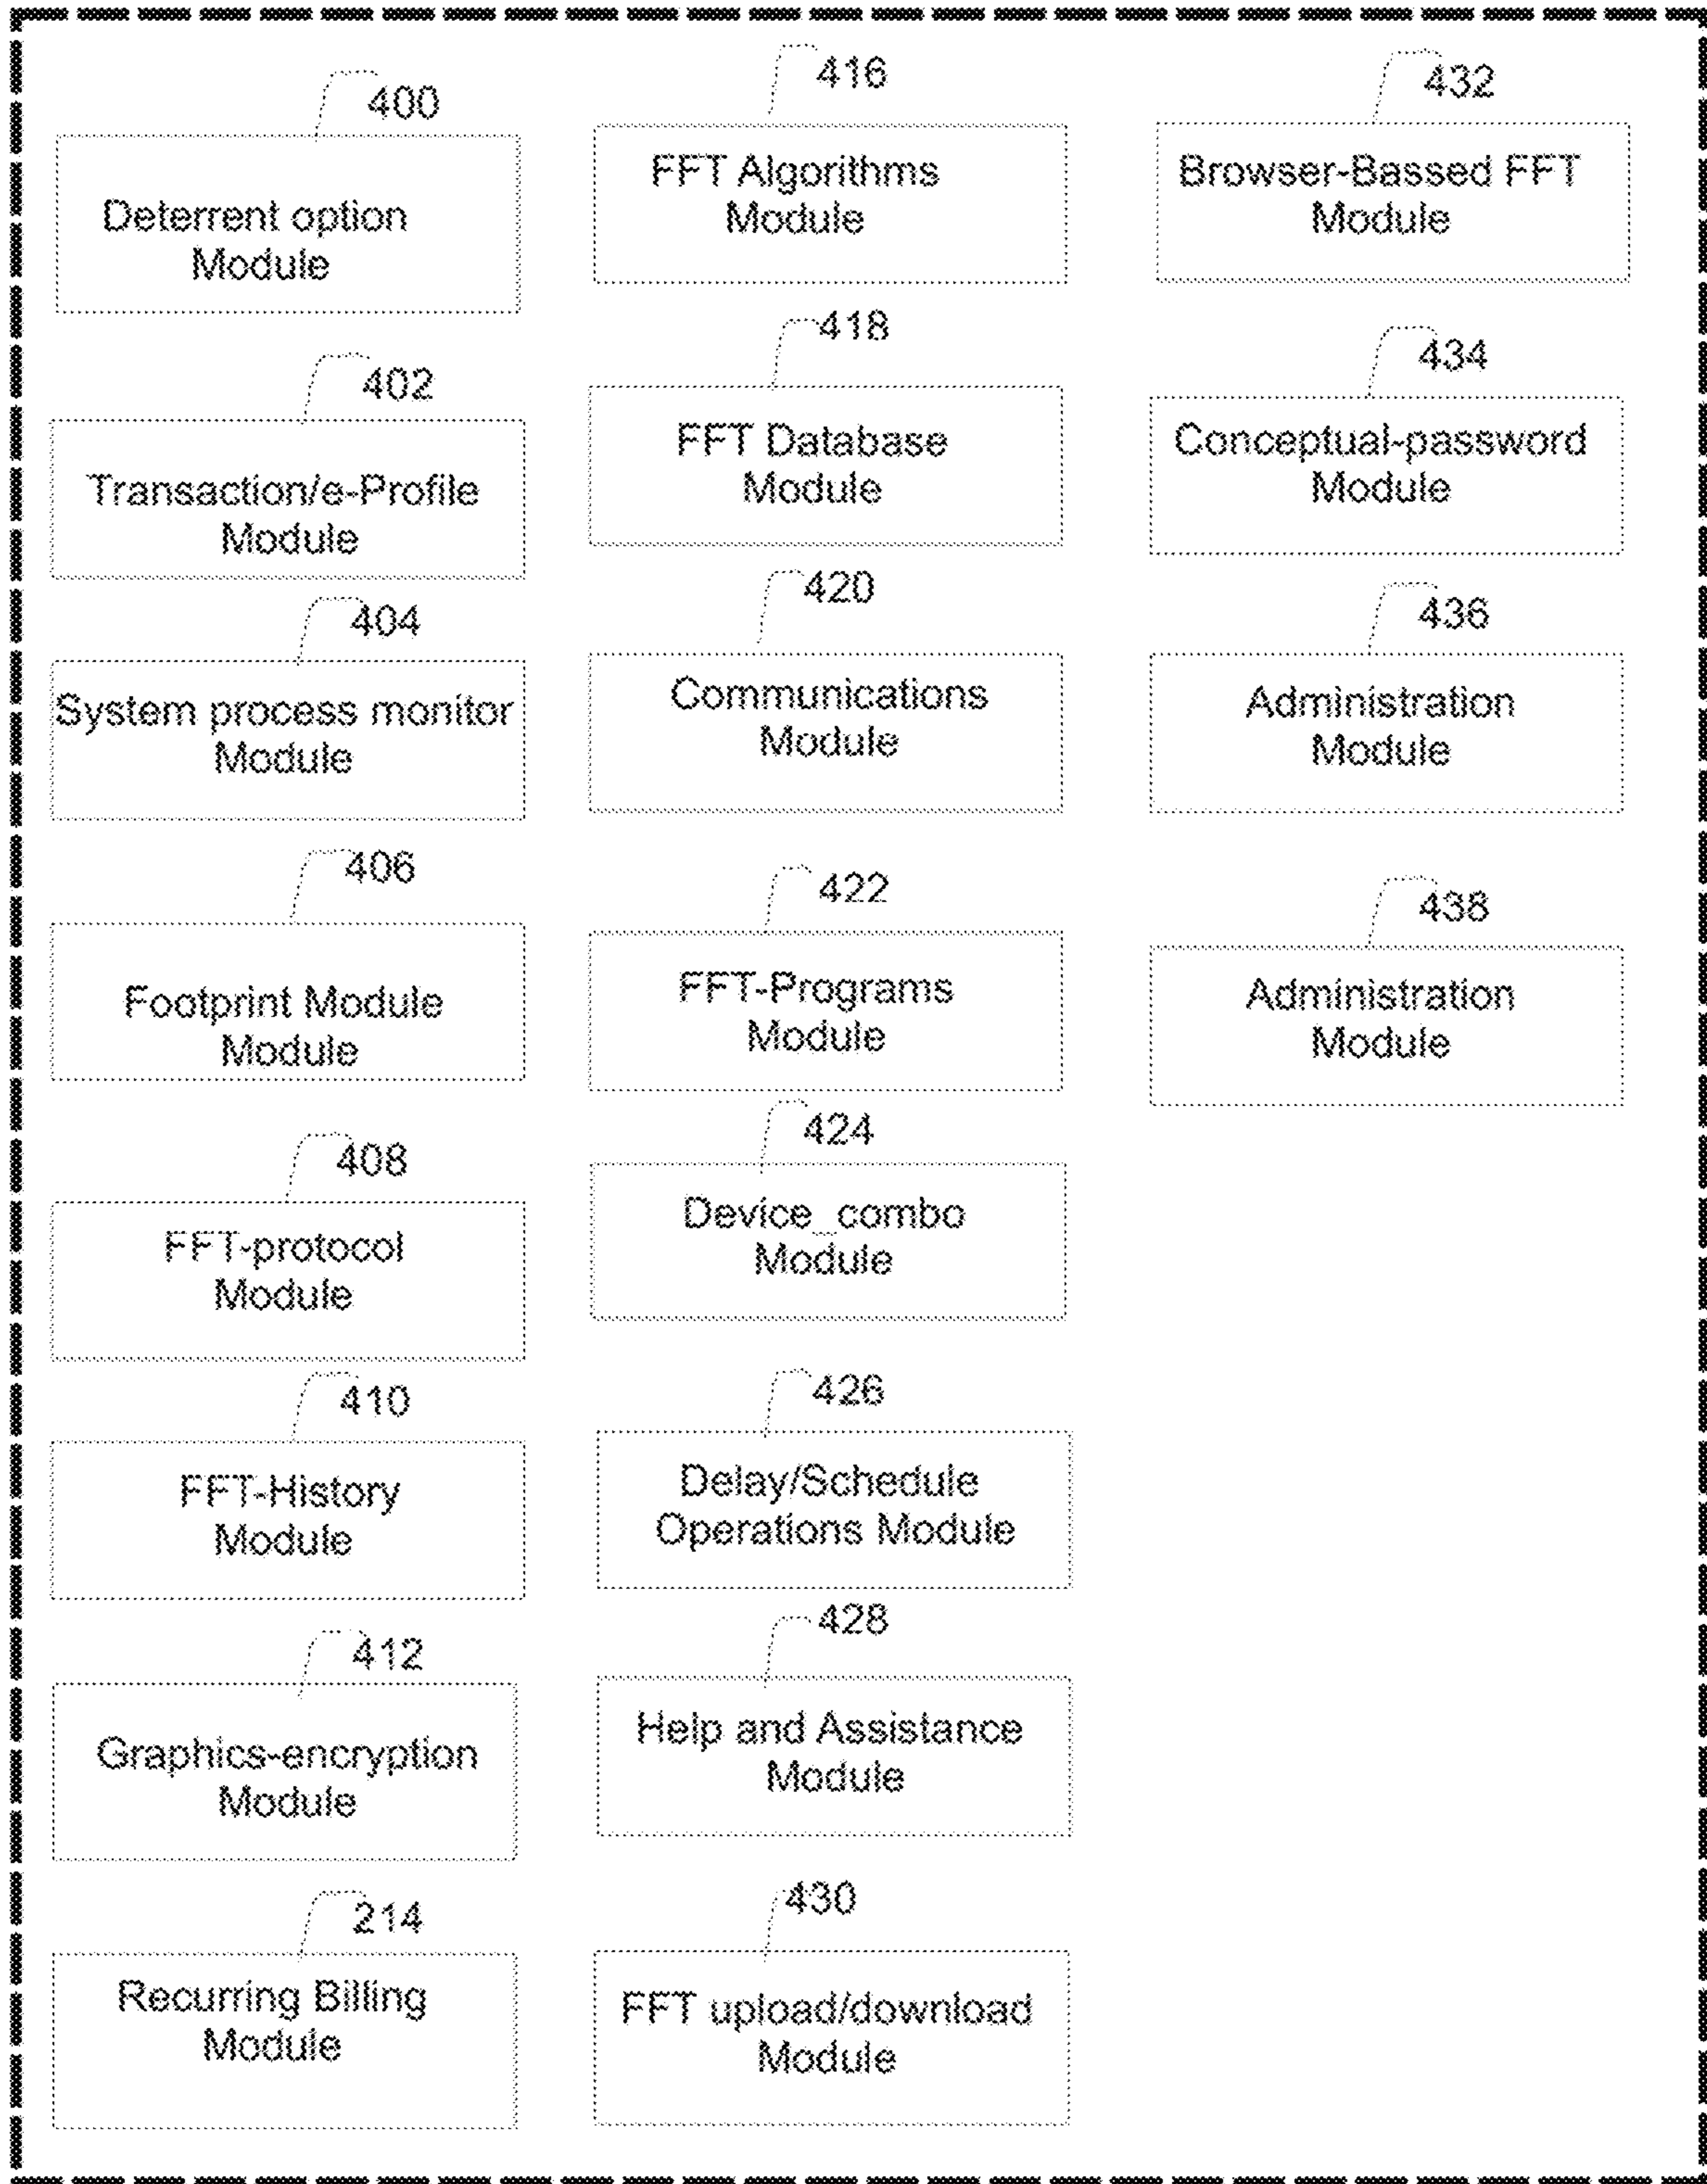 400
Deterrent option
Module
402
Transaction/e-Profile
Module
404
System process monitor
Module
406
Footprint Module
Module
408
FFT-protocol
Module
410
FFT-History
Module
412
Graphics-encryption
Module
214
Recurring Billing
Module
416
FFT Algorithms
Module
418
FFT Database
Module
420
Communications
Module
422
FFT-Programs
Module
424
Device_combo
Module
426
Delay/Schedule
Operations Module
428
Help and Assistance
Module
430
FFT upload/download
Module
432
Browser-Bassed FFT
Module
434
Conceptual-password
Module
436
Administration
Module
438
Administration
Module